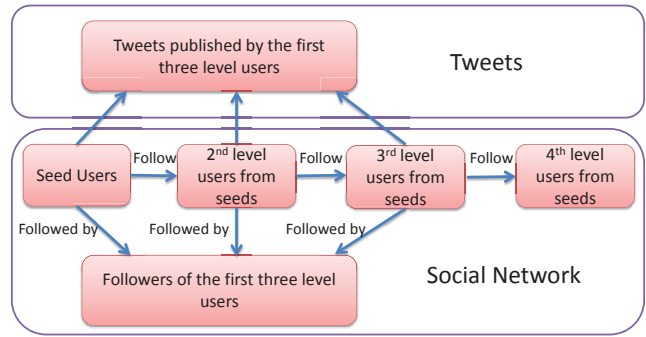 Tweets published by the first
three level users
Tweets
Seed Users
Follow
2nd level
users from
seeds
Follow
3rd level
users from
seeds
Follow
4th level
users from
seeds
Followed by
Followed by
Followed by
Followers of the first three level
users
Social Network